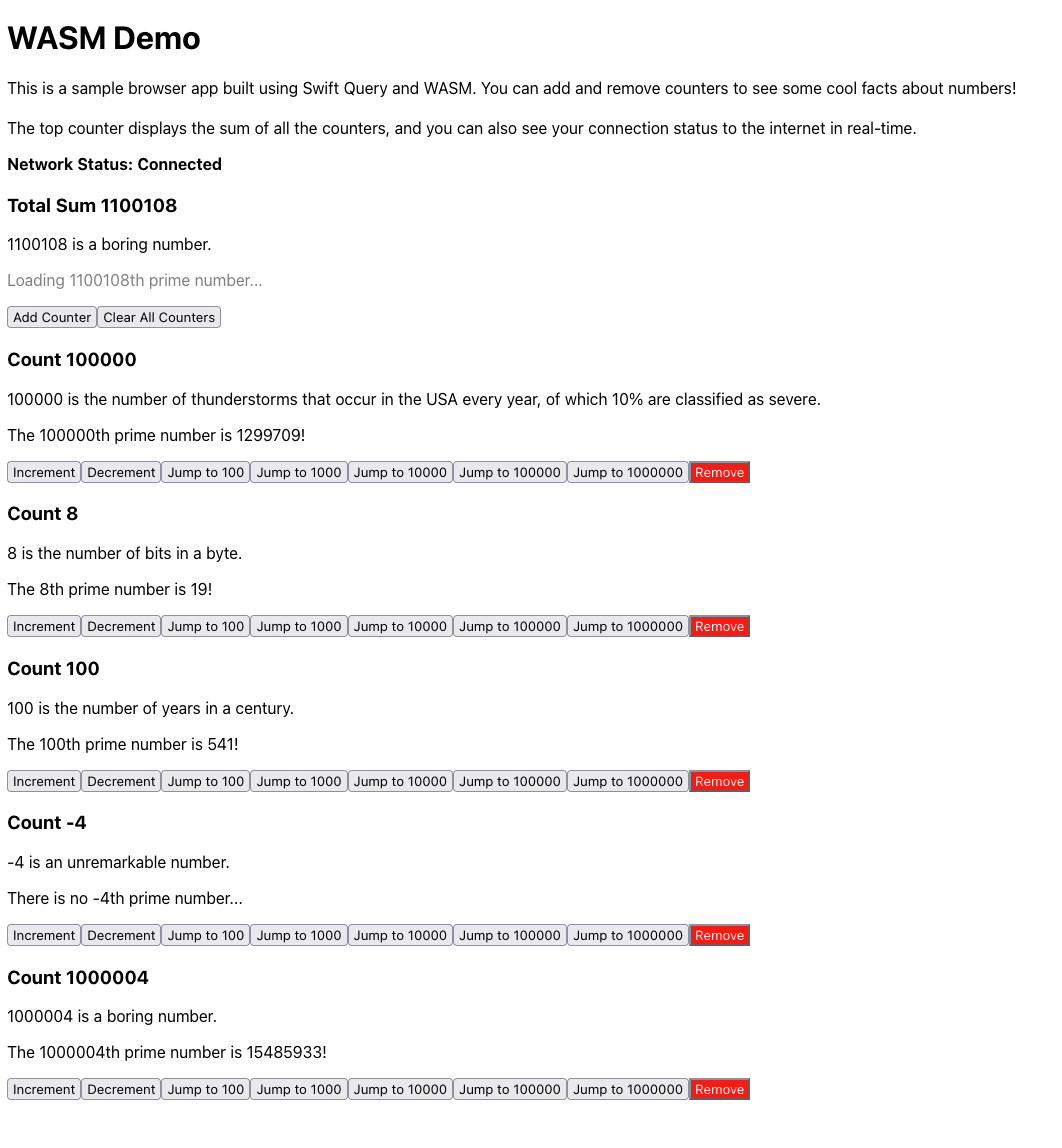 WASM Demo
This is a sample browser app built using Swift Query and WASM. You can add and remove counters to see some cool facts about numbers!
The top counter displays the sum of all the counters, and you can also see your connection status to the internet in real-time.
Network Status: Connected
Total Sum 1100108
1100108 is a boring number.
Loading 1100108th prime number...
Add Counter Clear All Counters
Count 100000
100000 is the number of thunderstorms that occur in the USA every year, of which 10% are classified as severe.
The 100000th prime number is 1299709!
Increment Decrement Jump to 100 Jump to 1000 Jump to 10000 Jump to 100000 Jump to 1000000 Remove
Count 8
8 is the number of bits in a byte.
The 8th prime number is 19!
Increment Decrement Jump to 100 Jump to 1000 Jump to 10000 Jump to 100000 Jump to 1000000 Remove
Count 100
100 is the number of years in a century.
The 100th prime number is 541!
Increment Decrement Jump to 100 Jump to 1000 Jump to 10000 Jump to 100000 Jump to 1000000 Remove
Count -4
-4 is an unremarkable number.
There is no -4th prime number...
Increment Decrement Jump to 100 Jump to 1000 Jump to 10000 Jump to 100000 Jump to 1000000 Remove
Count 1000004
1000004 is a boring number.
The 1000004th prime number is 15485933!
Increment Decrement Jump to 100 Jump to 1000 Jump to 10000 Jump to 100000 Jump to 1000000 Remove